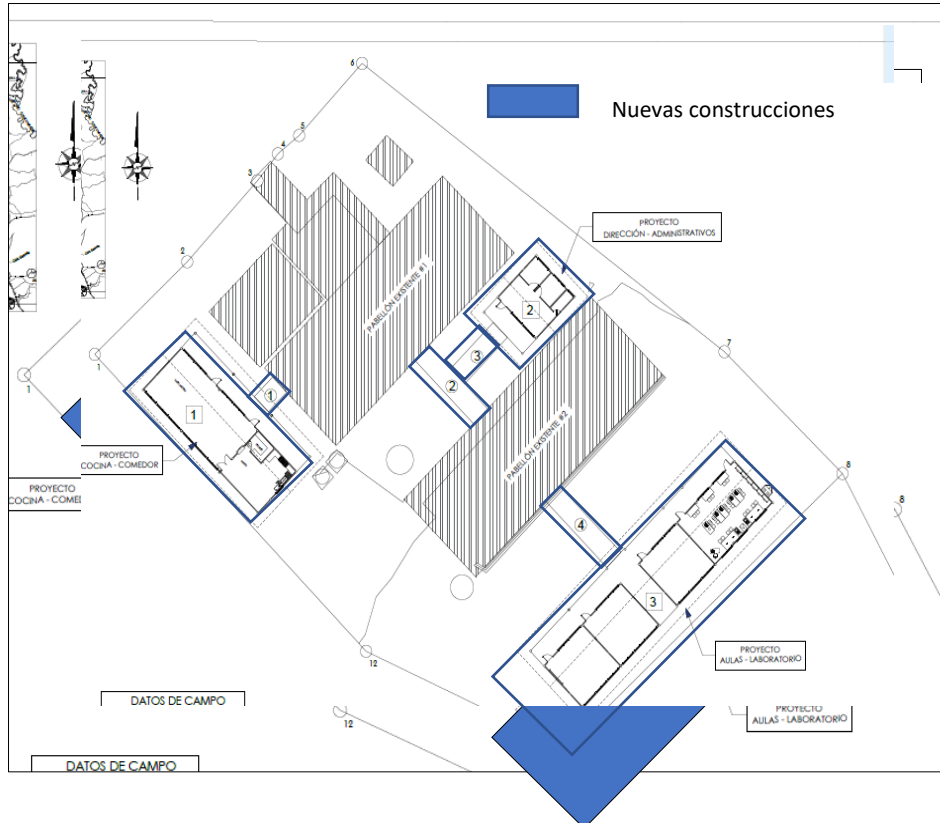 6
Nuevas construcciones
5
4
3
PROYECTO
DIRECCIÓN - ADMINISTRATIVOS
2
PABELLÓN EXISTENTE #1
2
3
7
1
1
2
1
1
PABELLÓN EXISTENTE #2
PROYECTO
COCINA - COMEDOR
8
PROYECTO
COCINA - COMED
8
4
3
PROYECTO
AULAS - LABORATORIO
12
DATOS DE CAMPO
PROYECTO
AULAS - LABORATORIO
12
DATOS DE CAMPO